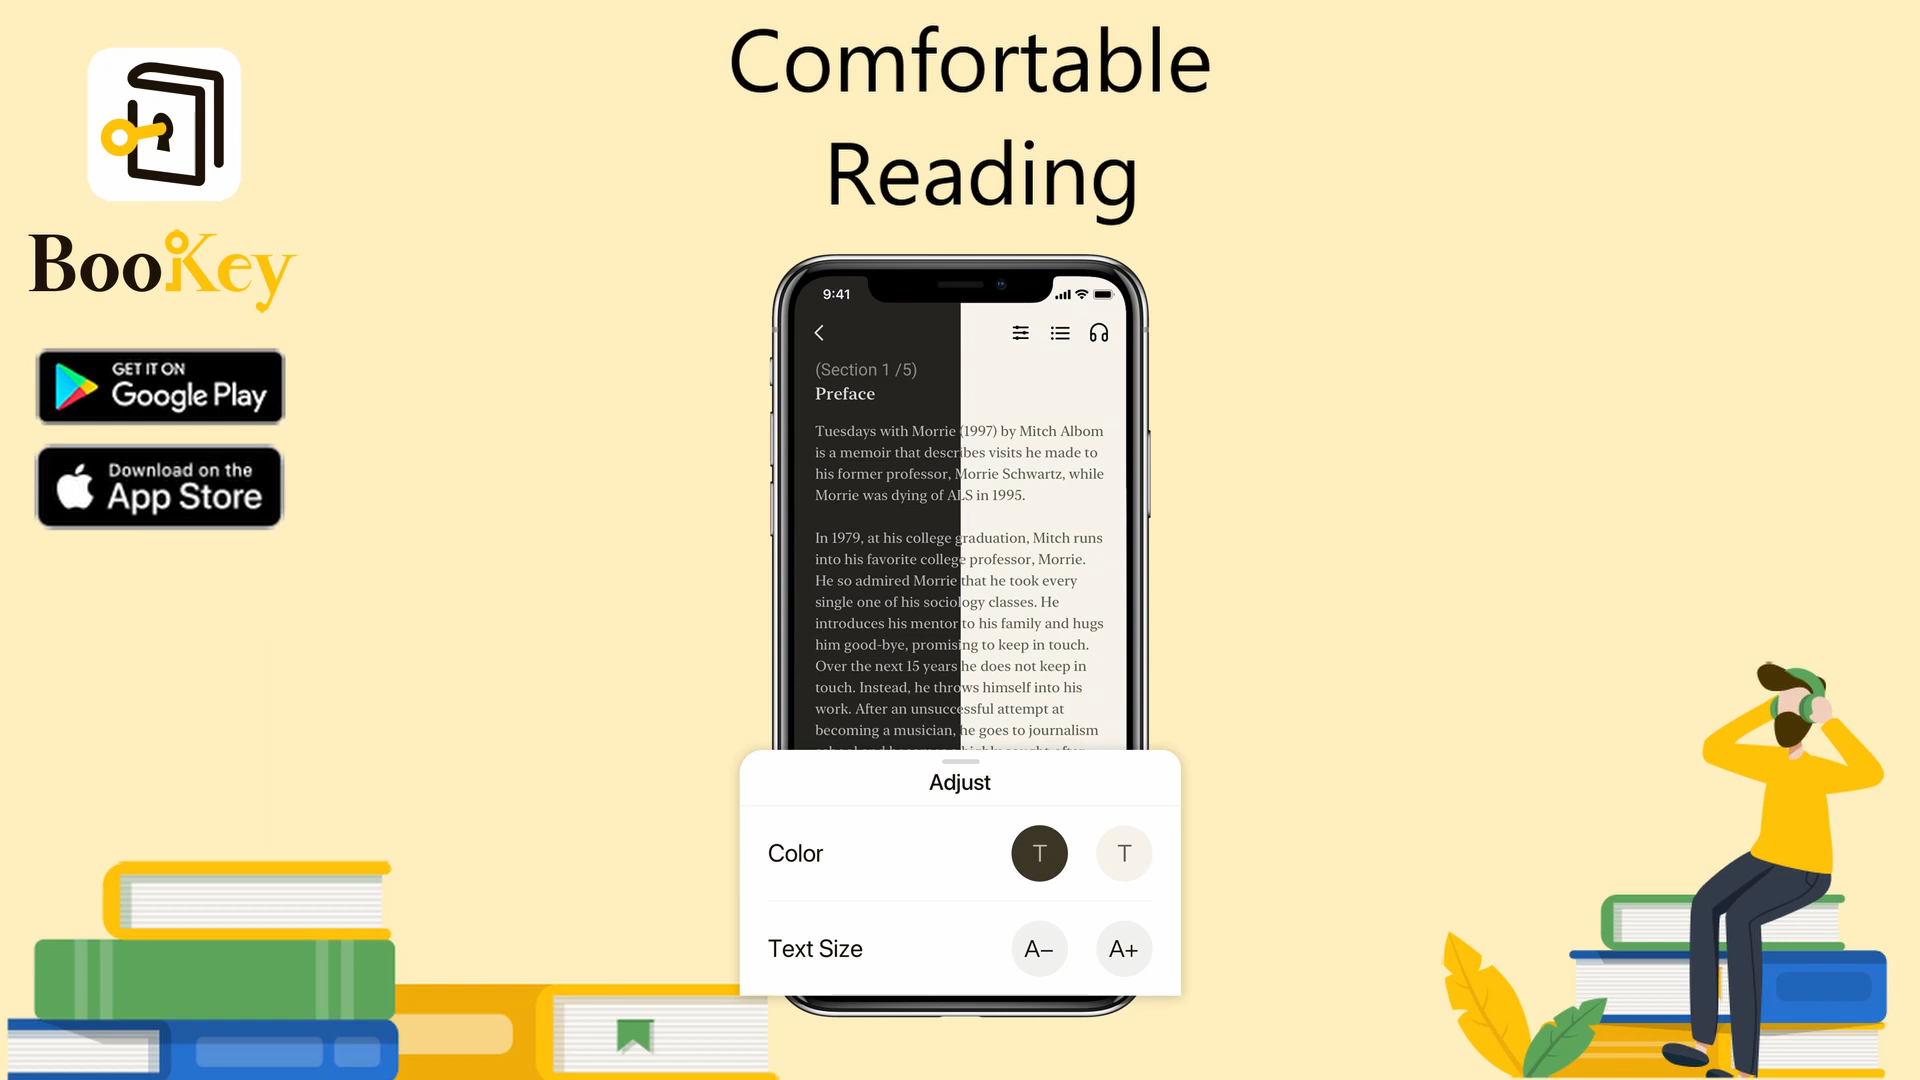 Comfortable
Reading
BooKey
GET IT ON
Google Play
Download on the
App Store
9:41
(Section 1 /5)
Preface
Tuesdays with Morrie (1997) by Mitch Albom
is a memoir that describes visits he made to
his former professor, Morrie Schwartz, while
Morrie was dying of ALS in 1995.
In 1979, at his college graduation, Mitch runs
into his favorite college professor, Morrie.
He so admired Morrie that he took every
single one of his sociology classes. He
introduces his mentor to his family and hugs
him good-bye, promising to keep in touch.
Over the next 15 years he does not keep in
touch. Instead, he throws himself into his
work. After an unsuccessful attempt at
becoming a musician, he goes to journalism
Adjust
Color
T T
Text Size
A– A+